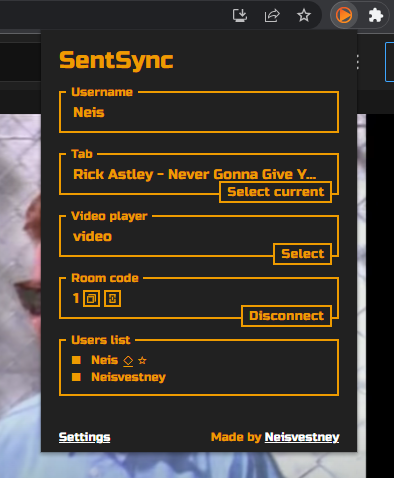 SentSync
Username
Neis
Tab
Rick Astley - Never Gonna Give Y...
Select current
Video player
video
Select
Room code
1
Disconnect
Users list
Neis
Neisvestney
Settings
Made by Neisvestney